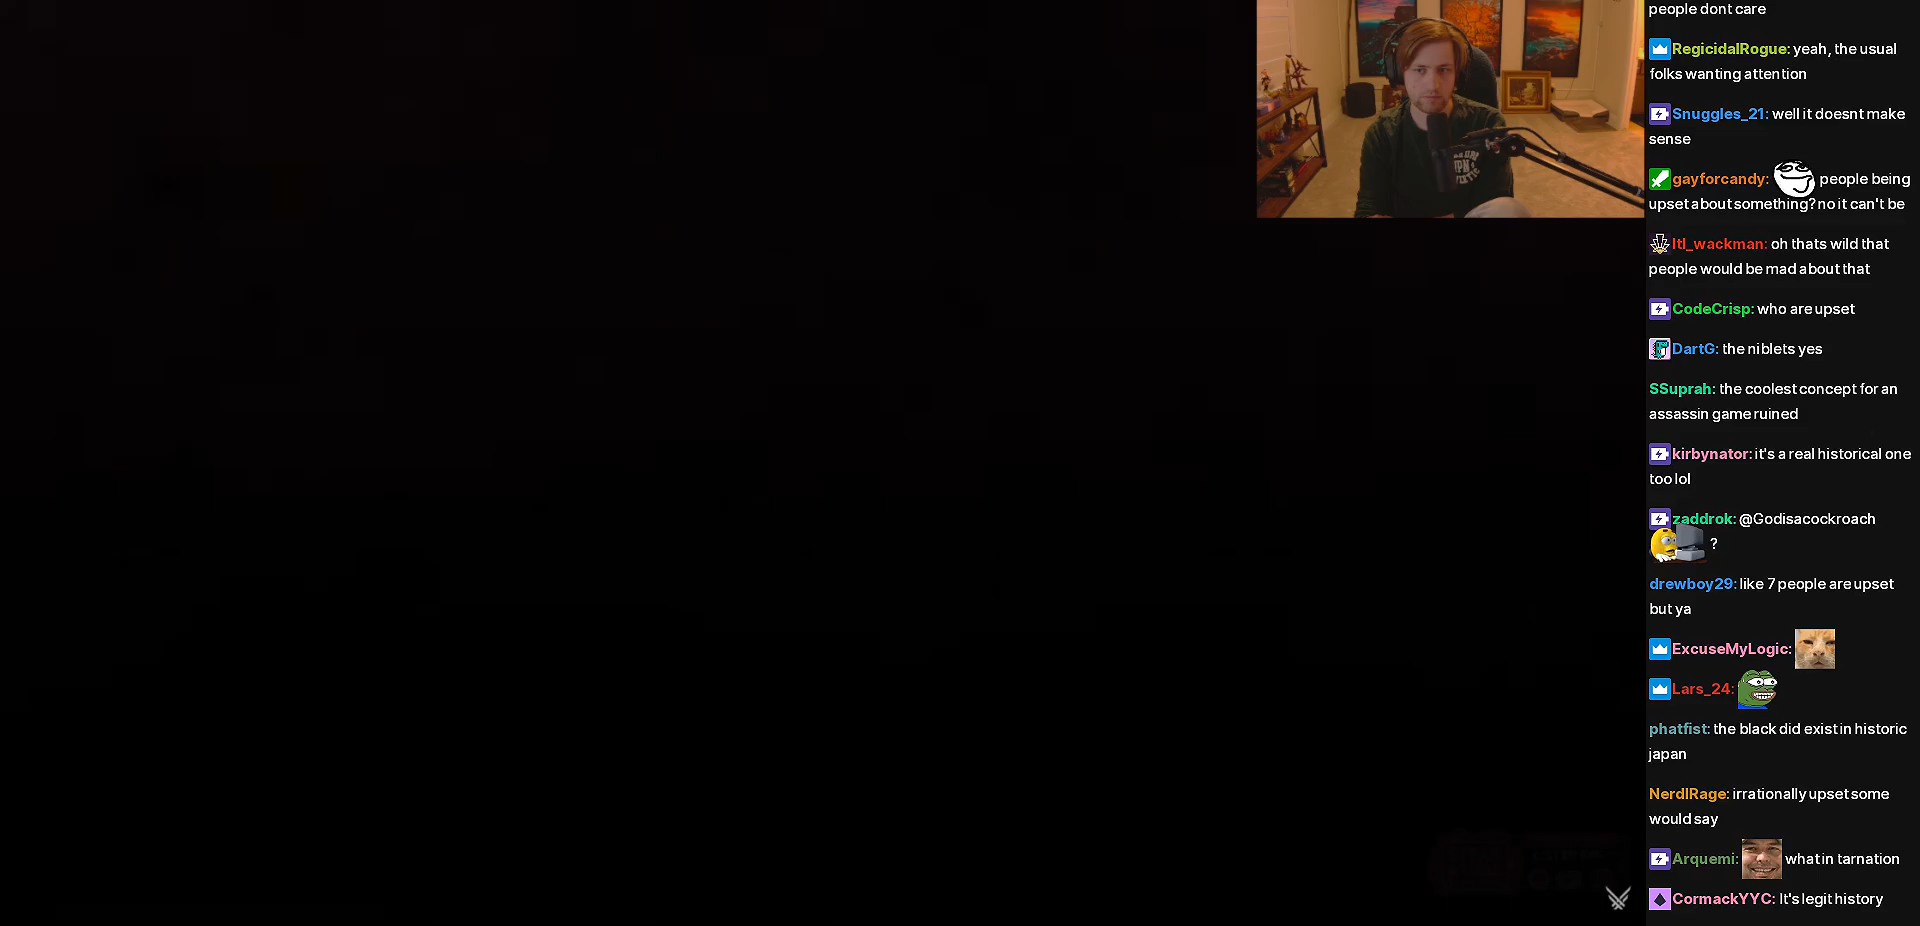 people dont care
RegicidalRogue: yeah, the usual
folks wanting attention
Snuggles_21: well it doesnt make
sense
gayforcandy: people being
upset about something? no it can't be
ltl_wackman: oh thats wild that
people would be mad about that
CodeCrisp: who are upset
DartG: the niblets yes
SSuprah: the coolest concept for an
assassin game ruined
kirbynator: it's a real historical one
too lol
zaddrok: @Godisacockroach
?
drewboy29: like 7 people are upset
but ya
ExcuseMyLogic:
Lars_24:
phatfist: the black did exist in historic
japan
NerdIRage: irrationally upset some
would say
Arquemi: what in tarnation
CormackYYC: It's legit history